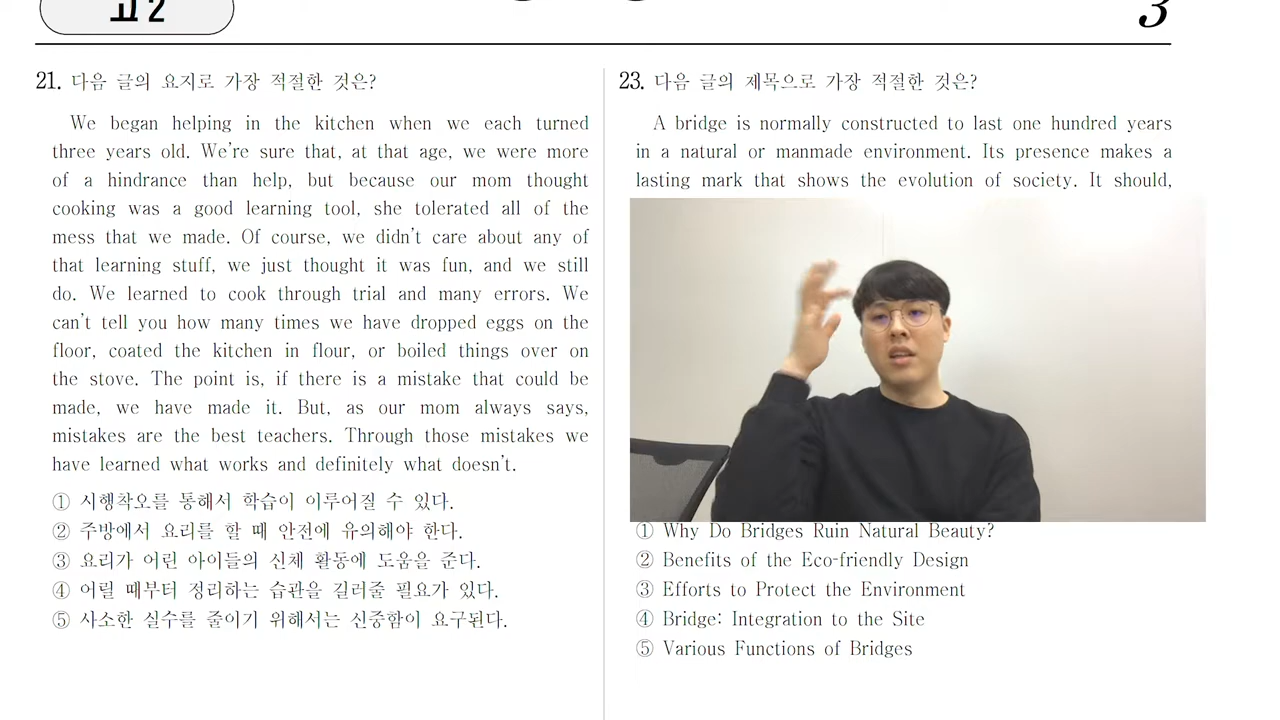 고2
3
21. 다음 글의 요지로 가장 적절한 것은?
We began helping in the kitchen when we each turned
three years old. We're sure that, at that age, we were more
of a hindrance than help, but because our mom thought
cooking was a good learning tool, she tolerated all of the
mess that we made. Of course, we didn't care about any of
that learning stuff, we just thought it was fun, and we still
do. We learned to cook through trial and many errors. We
can't tell you how many times we have dropped eggs on the
floor, coated the kitchen in flour, or boiled things over on
the stove. The point is, if there is a mistake that could be
made, we have made it. But, as our mom always says,
mistakes are the best teachers. Through those mistakes we
have learned what works and definitely what doesn't.
① 시행착오를 통해서 학습이 이루어질 수 있다.
② 주방에서 요리를 할 때 안전에 유의해야 한다.
③ 요리가 어린 아이들의 신체 활동에 도움을 준다.
④ 어릴 때부터 정리하는 습관을 길러줄 필요가 있다.
⑤ 사소한 실수를 줄이기 위해서는 신중함이 요구된다.
23. 다음 글의 제목으로 가장 적절한 것은?
A bridge is normally constructed to last one hundred years
in a natural or manmade environment. Its presence makes a
lasting mark that shows the evolution of society. It should,
① Why Do Bridges Ruin Natural Beauty?
② Benefits of the Eco-friendly Design
③ Efforts to Protect the Environment
④ Bridge: Integration to the Site
⑤ Various Functions of Bridges